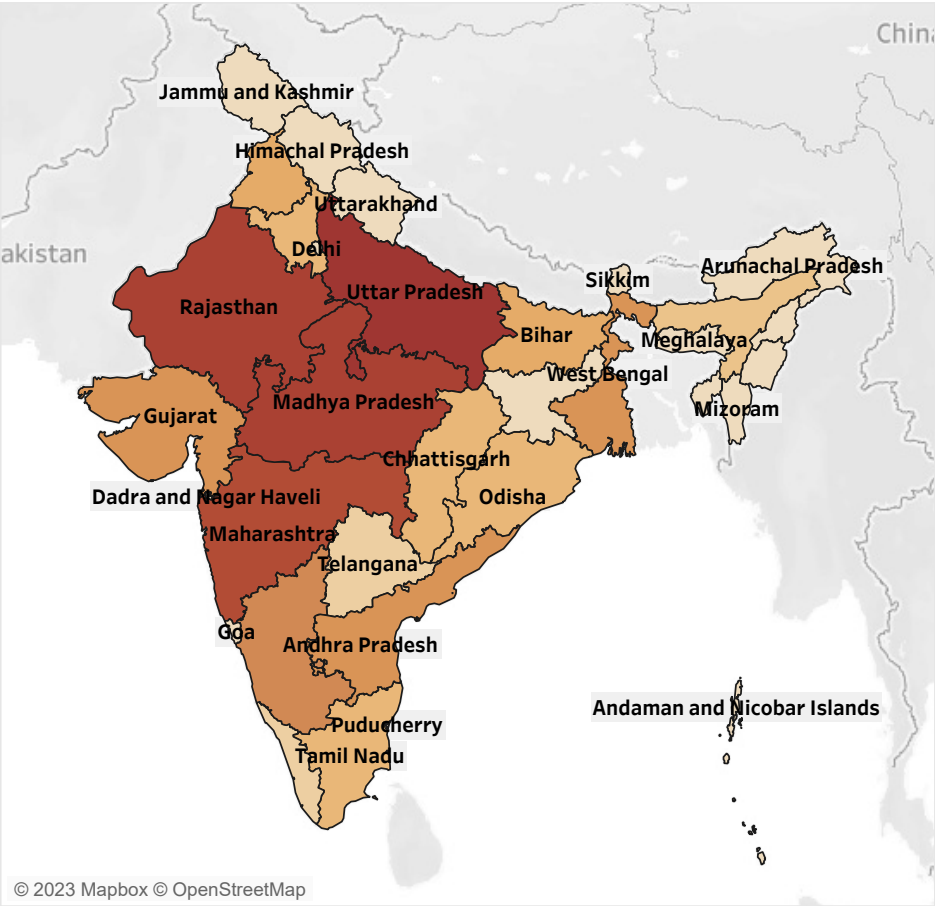 Chin
Jammu and Kashmir
Himachal Pradesh
Uttarakhand
Delhi
akistan
Arunachal Pradesh
Sikkim
Uttar Pradesh
Rajasthan
Bihar
Meghalaya
West Bengal
Madhya Pradesh
Mizoram
Gujarat
Chhattisgarh
Dadra and Nagar Haveli
Odisha
Maharashtra
Telangana
Goa
Andhra Pradesh
Andaman and Nicobar Islands
Puducherry
Tamil Nadu
© 2023 Mapbox © OpenStreetMap